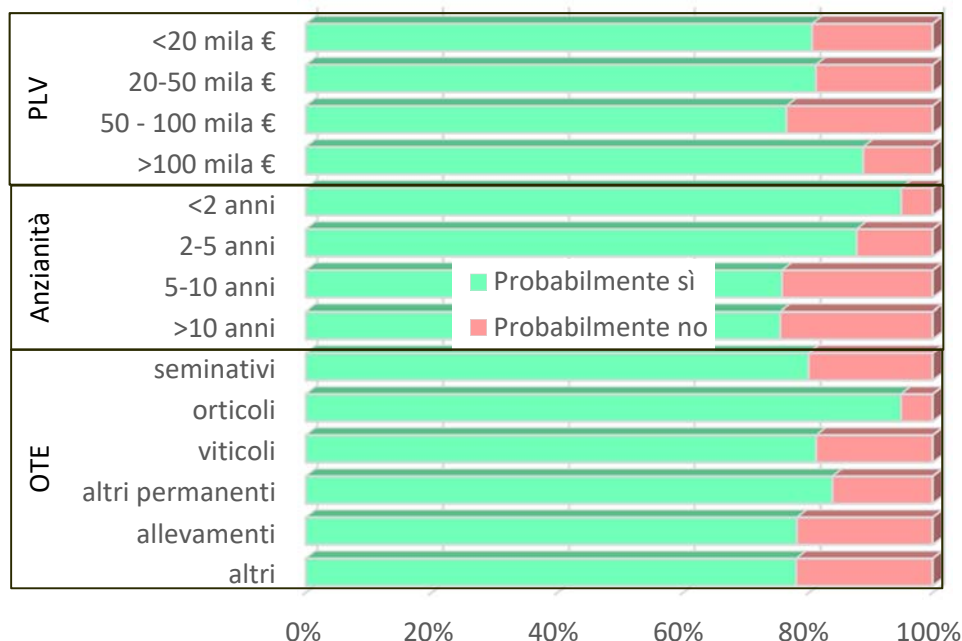 PLV
<20 mila €
20-50 mila €
50 - 100 mila €
>100 mila €
Anzianità
<2 anni
2-5 anni
5-10 anni
>10 anni
Probabilmente sì
Probabilmente no
OTE
seminativi
orticoli
viticoli
altri permanenti
allevamenti
altri
0% 20% 40% 60% 80% 100%